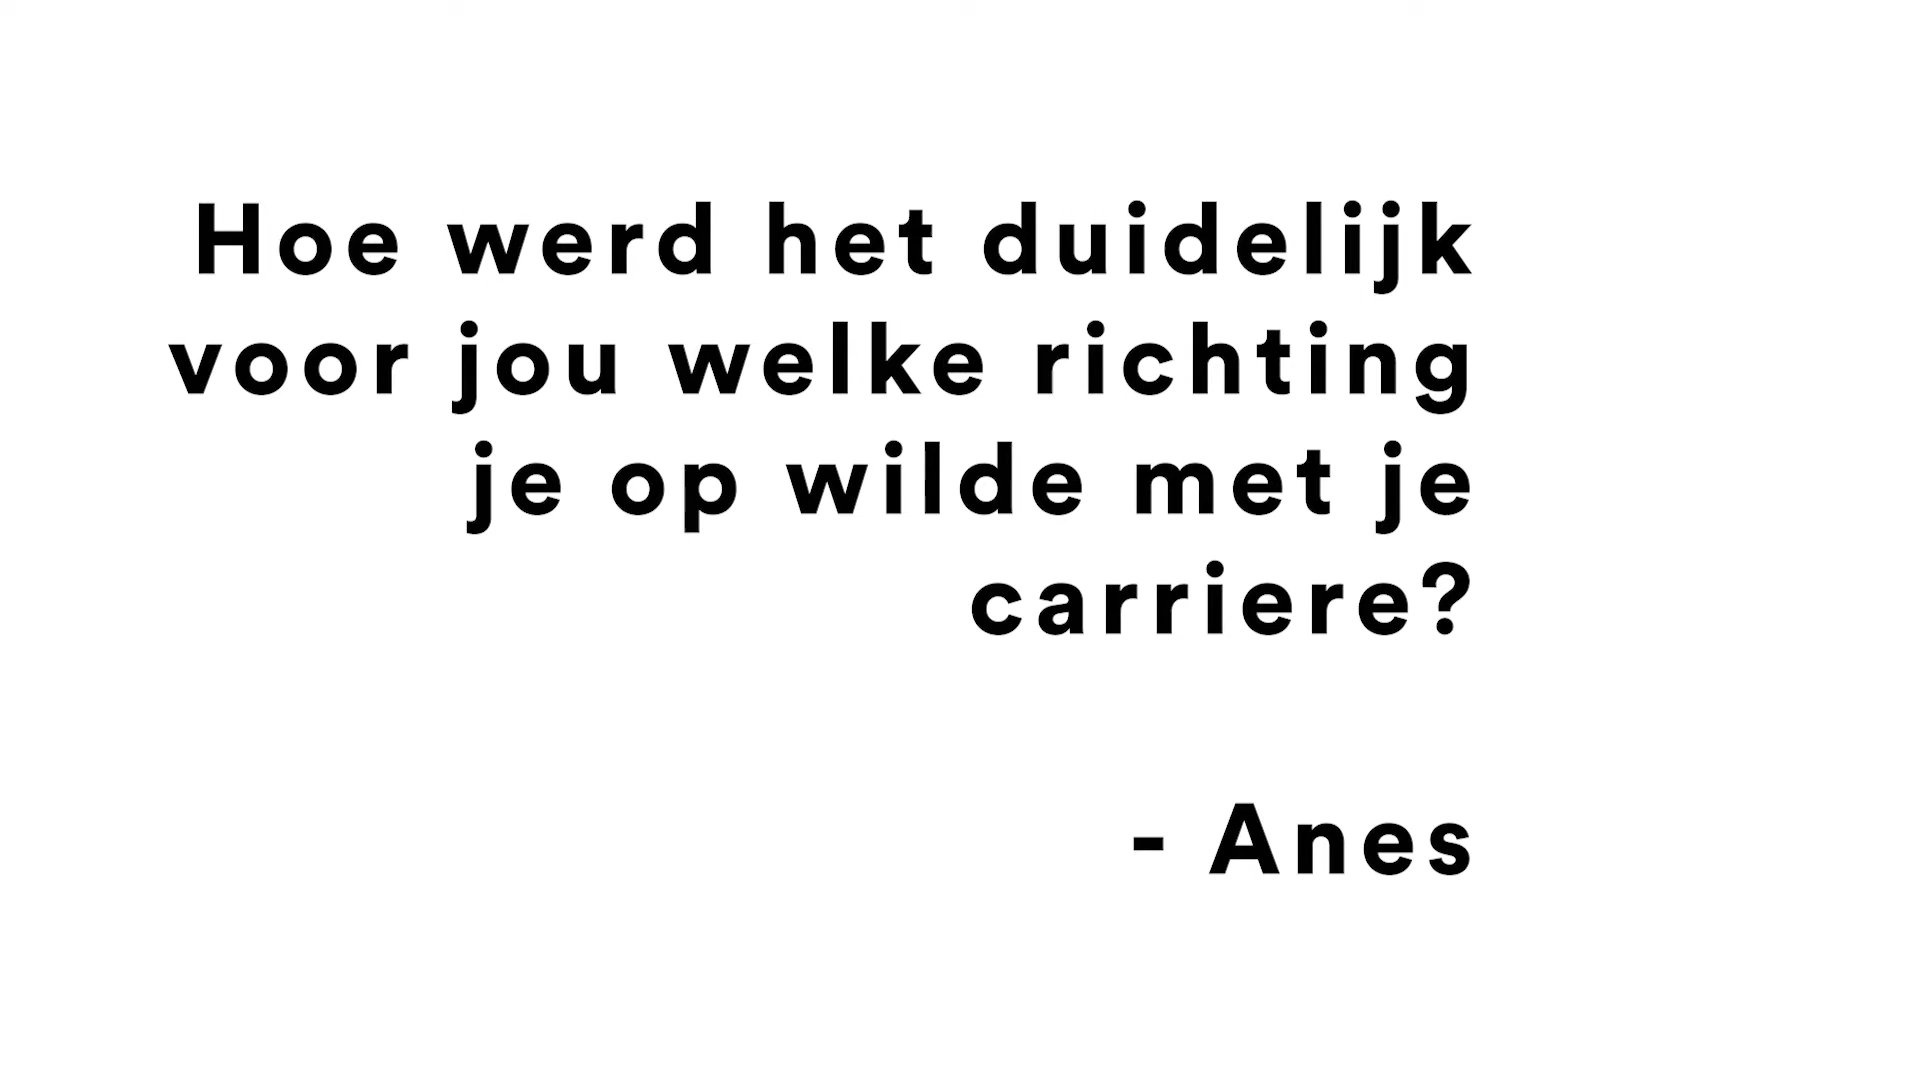 Hoe werd het duidelijk
voor jou welke richting
je op wilde met je
carriere?
- Anes